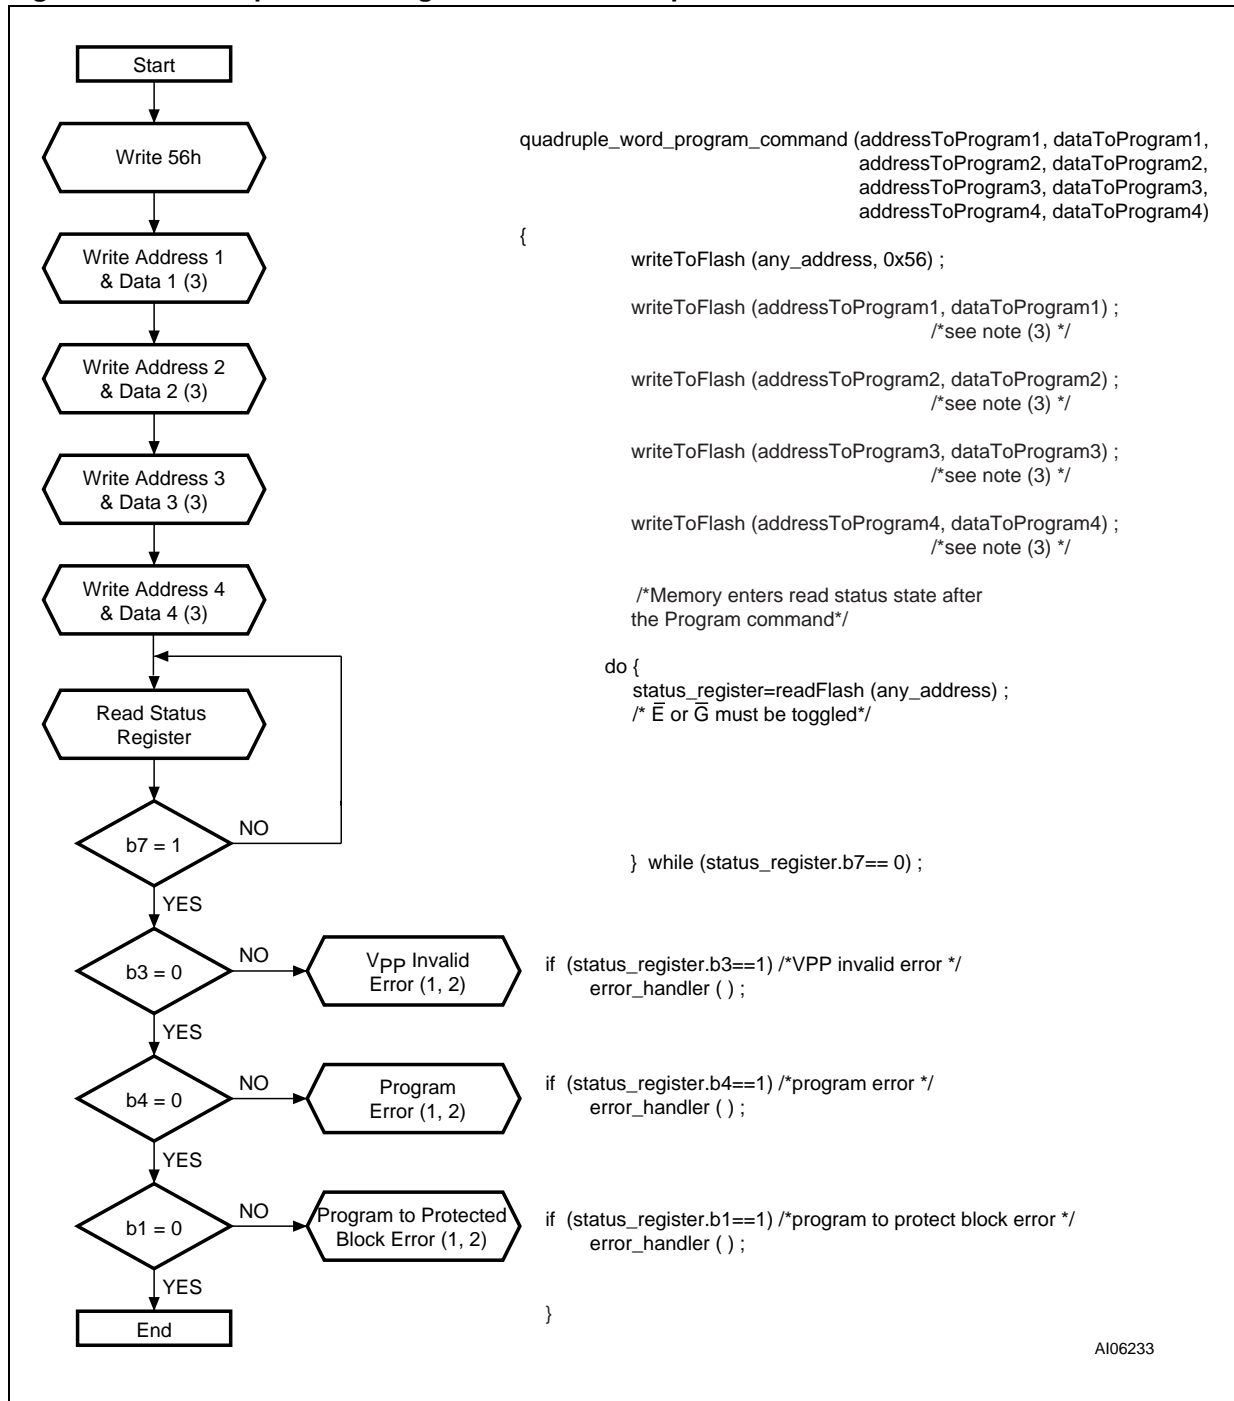 Start
Write 56h
Write Address 1
& Data 1 (3)
Write Address 2
& Data 2 (3)
Write Address 3
& Data 3 (3)
Write Address 4
& Data 4 (3)
Read Status
Register
b7 = 1
NO
YES
b3 = 0
NO
VPP Invalid
Error (1, 2)
YES
b4 = 0
NO
Program
Error (1, 2)
YES
b1 = 0
NO
Program to Protected
Block Error (1, 2)
YES
End
quadruple_word_program_command (addressToProgram1, dataToProgram1,
addressToProgram2, dataToProgram2,
addressToProgram3, dataToProgram3,
addressToProgram4, dataToProgram4)
{
writeToFlash (any_address, 0x56) ;
writeToFlash (addressToProgram1, dataToProgram1) ;
/*see note (3) */
writeToFlash (addressToProgram2, dataToProgram2) ;
/*see note (3) */
writeToFlash (addressToProgram3, dataToProgram3) ;
/*see note (3) */
writeToFlash (addressToProgram4, dataToProgram4) ;
/*see note (3) */
/*Memory enters read status state after
the Program command*/
do {
status_register=readFlash (any_address) ;
/* E̅ or G̅ must be toggled*/
} while (status_register.b7== 0) ;
if (status_register.b3==1) /*VPP invalid error */
error_handler ( ) ;
if (status_register.b4==1) /*program error */
error_handler ( ) ;
if (status_register.b1==1) /*program to protect block error */
error_handler ( ) ;
}
AI06233